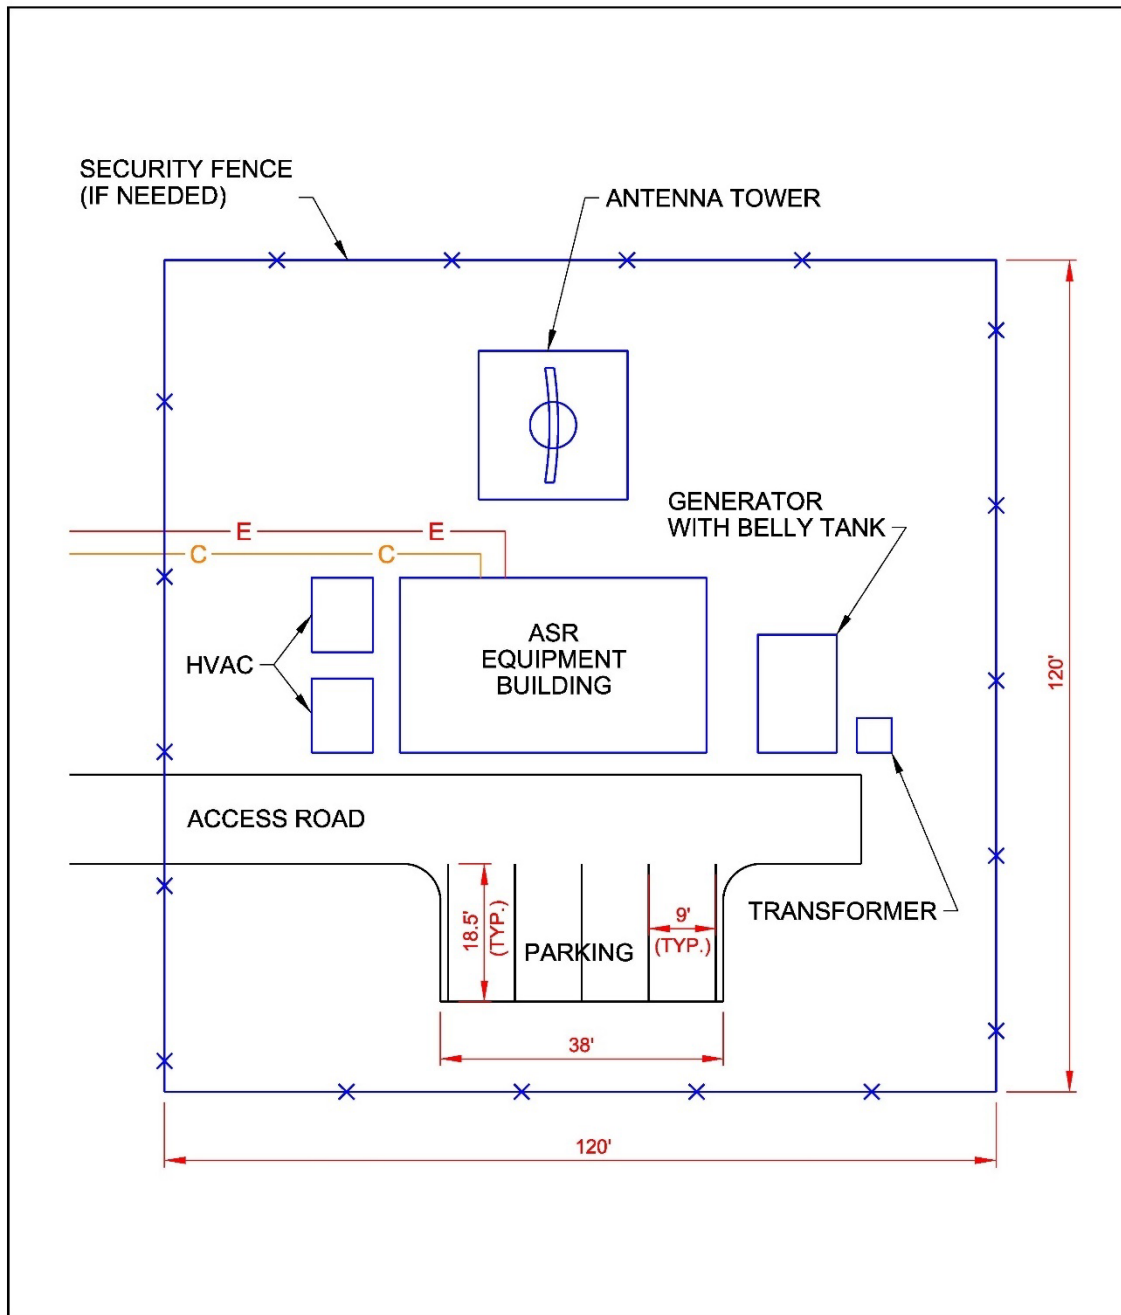 SECURITY FENCE
(IF NEEDED)
ANTENNA TOWER
GENERATOR
WITH BELLY TANK
E
E
C
C
ASR
EQUIPMENT
BUILDING
HVAC
120'
ACCESS ROAD
18.5'
(TYP.)
9'
(TYP.)
PARKING
TRANSFORMER
38'
120'